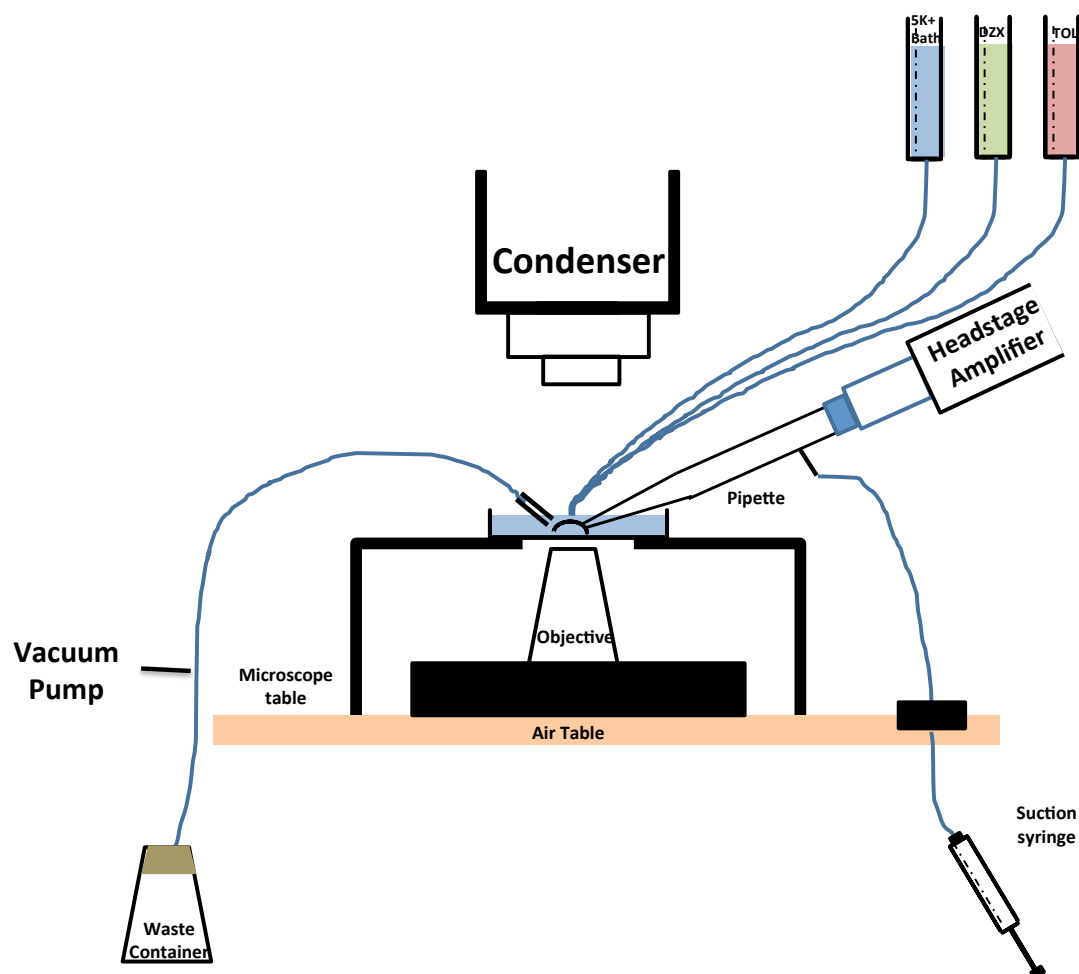 5K+
Bath
DZX
TOL
Condenser
Headstage
Amplifier
Pipette
Objective
Vacuum
Pump
Microscope
table
Air Table
Suction
syringe
Waste
Container